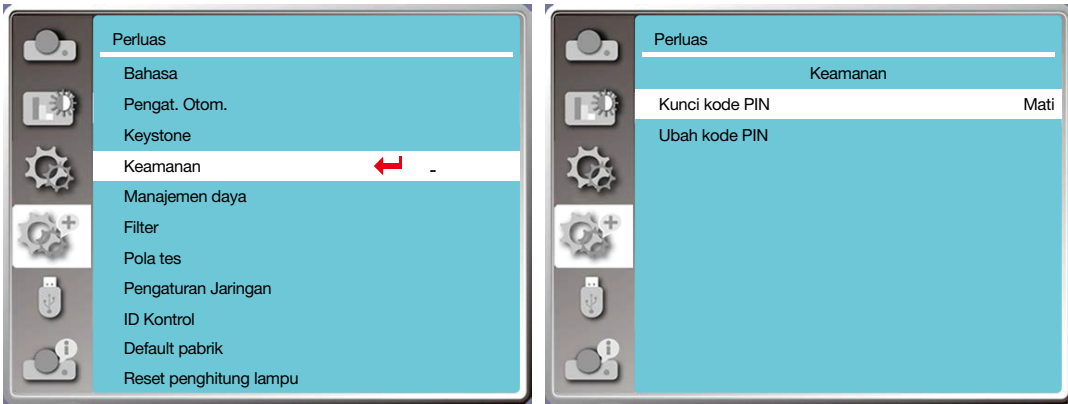 Perluas
Bahasa
Pengat. Otom.
Keystone
Keamanan -
Manajemen daya
Filter
Pola tes
Pengaturan Jaringan
ID Kontrol
Default pabrik
Reset penghitung lampu
Perluas
Keamanan
Kunci kode PIN Mati
Ubah kode PIN